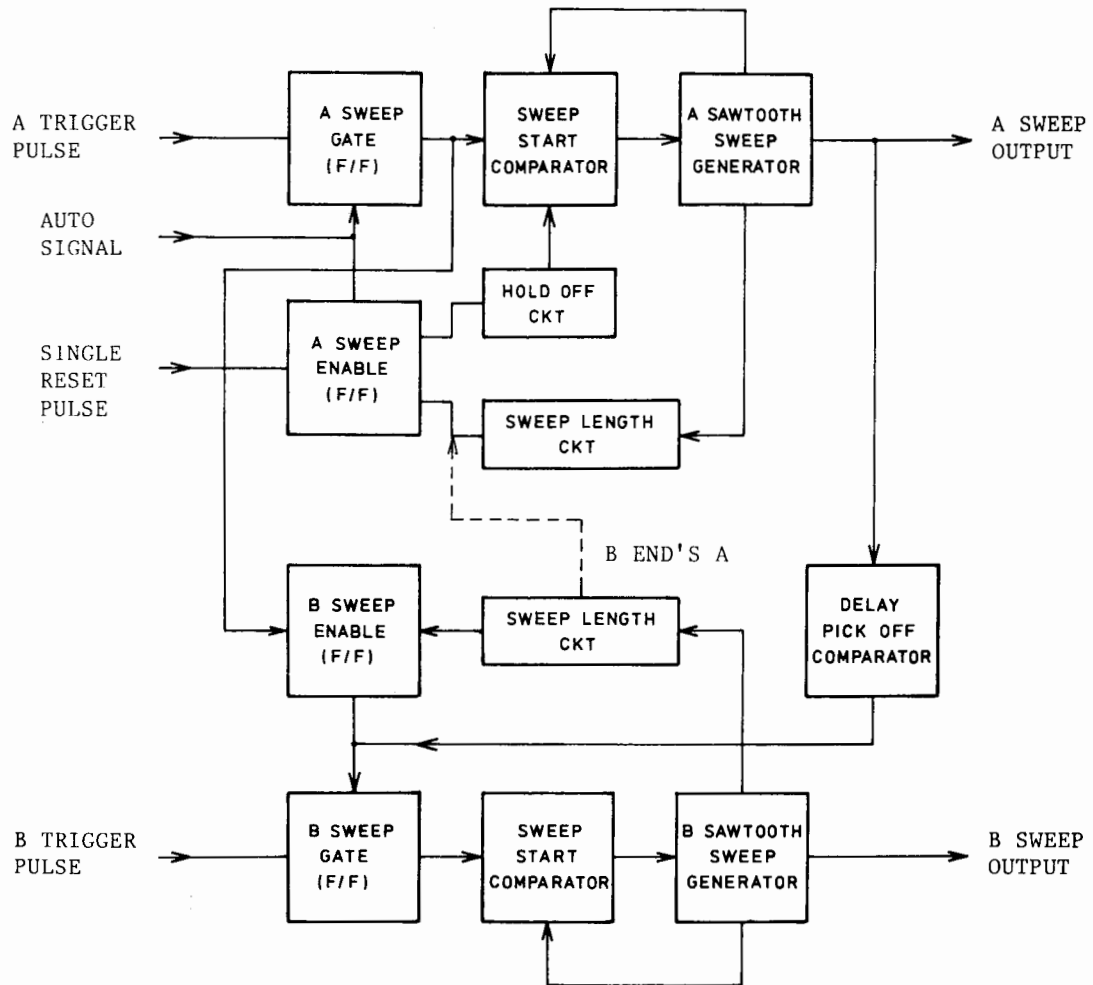 A TRIGGER
PULSE
A SWEEP
GATE
(F/F)
SWEEP
START
COMPARATOR
A SAWTOOTH
SWEEP
GENERATOR
A SWEEP
OUTPUT
AUTO
SIGNAL
HOLD OFF
CKT
SINGLE
RESET
PULSE
A SWEEP
ENABLE
(F/F)
SWEEP LENGTH
CKT
B END'S A
B SWEEP
ENABLE
(F/F)
SWEEP LENGTH
CKT
DELAY
PICK OFF
COMPARATOR
B TRIGGER
PULSE
B SWEEP
GATE
(F/F)
SWEEP
START
COMPARATOR
B SAWTOOTH
SWEEP
GENERATOR
B SWEEP
OUTPUT